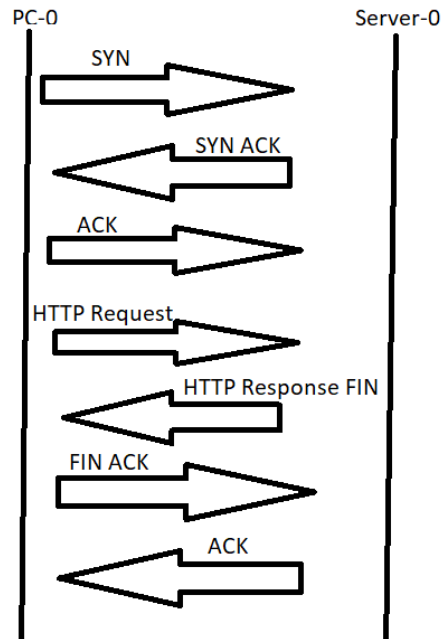 PC-0 Server-0
SYN
SYN ACK
ACK
HTTP Request
HTTP Response FIN
FIN ACK
ACK